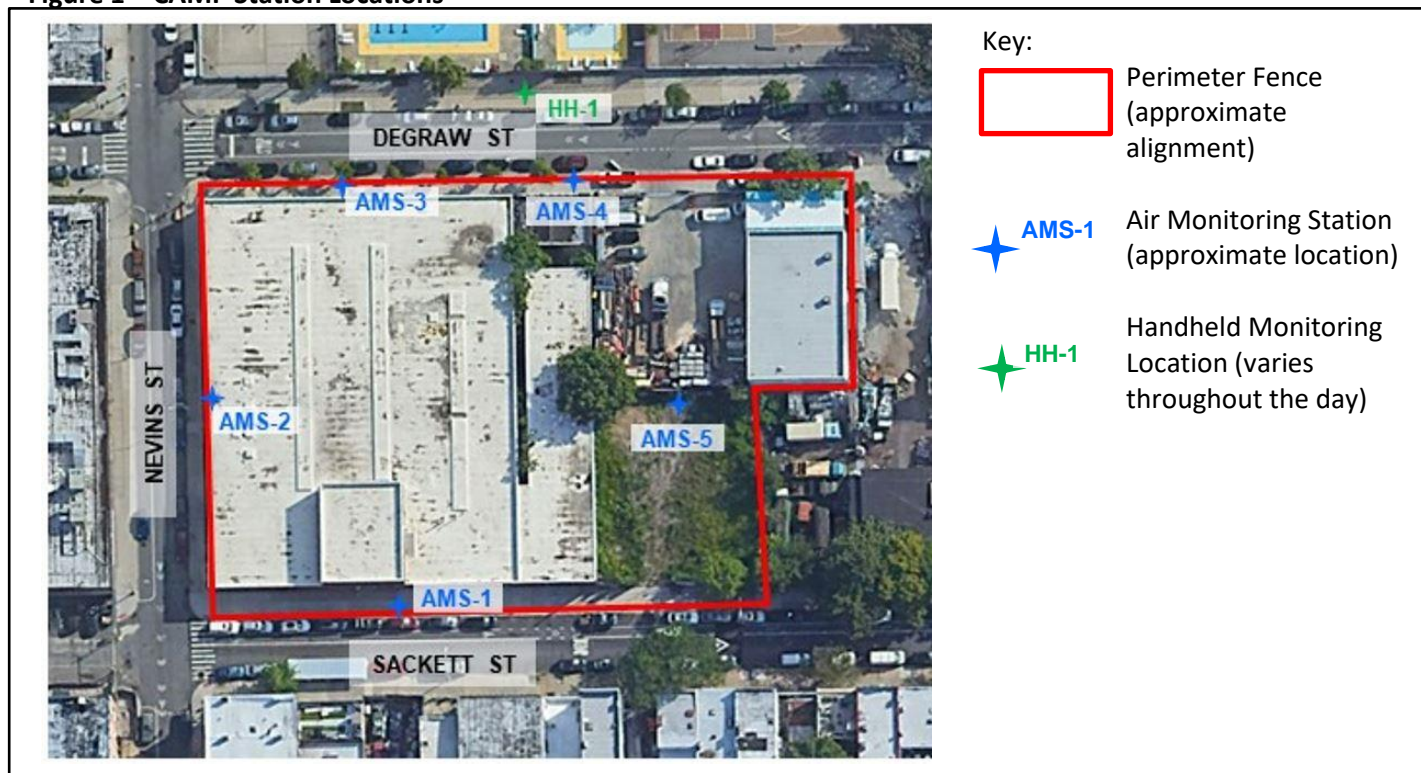 Figure 1 – CAMP Station Locations
HH-1
DEGRAW ST
AMS-3
AMS-4
NEVINS ST
AMS-2
AMS-5
AMS-1
SACKETT ST
Key:
Perimeter Fence
(approximate
alignment)
AMS-1
Air Monitoring Station
(approximate location)
HH-1
Handheld Monitoring
Location (varies
throughout the day)